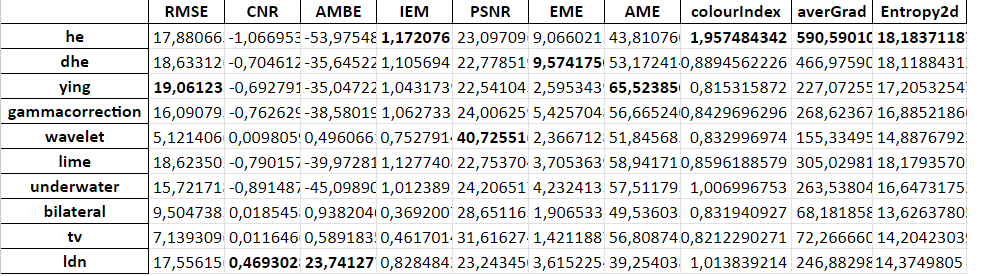 RMSE CNR AMBE IEM PSNR EME AME colourIndex averGrad Entropy2d
he 17,88066 -1,066953 -53,97548 1,172076 23,09709 9,066021 43,81076 1,957484342 590,59010 18,1837118
dhe 18,63312 -0,704612 -35,64522 1,105694 22,77851 9,574175 53,172414 0,8894562226 466,97590 18,1188431
ying 19,06123 -0,692791 -35,04722 1,043173 22,54104 2,595343 65,52385 0,815315872 227,07255 17,2053254
gammacorrection 16,09079 -0,762629 -38,58019 1,062733 24,00625 5,425704 56,66524 0,8429696296 268,62367 16,8852186
wavelet 5,121406 0,009805 0,496066 0,752791 40,72551 2,366712 51,84568 0,832996974 155,33495 14,8876792
lime 18,62350 -0,790157 -39,97281 1,127740 22,75370 3,705363 58,94171 0,8596188579 305,02981 18,1793570
underwater 15,72171 -0,891487 -45,09890 1,012389 24,20651 4,232413 57,51179 1,006996753 263,53804 16,6473175
bilateral 9,504738 0,018545 0,938204 0,369200 28,65116 1,906533 49,53603 0,831940927 68,181858 13,6263780
tv 7,139309 0,011646 0,589183 0,461701 31,61627 1,421188 56,80874 0,8212290271 72,266660 14,2042303
ldn 17,55615 0,469302 23,74127 0,828484 23,24345 3,615225 39,25403 1,013839214 246,88298 14,3749805